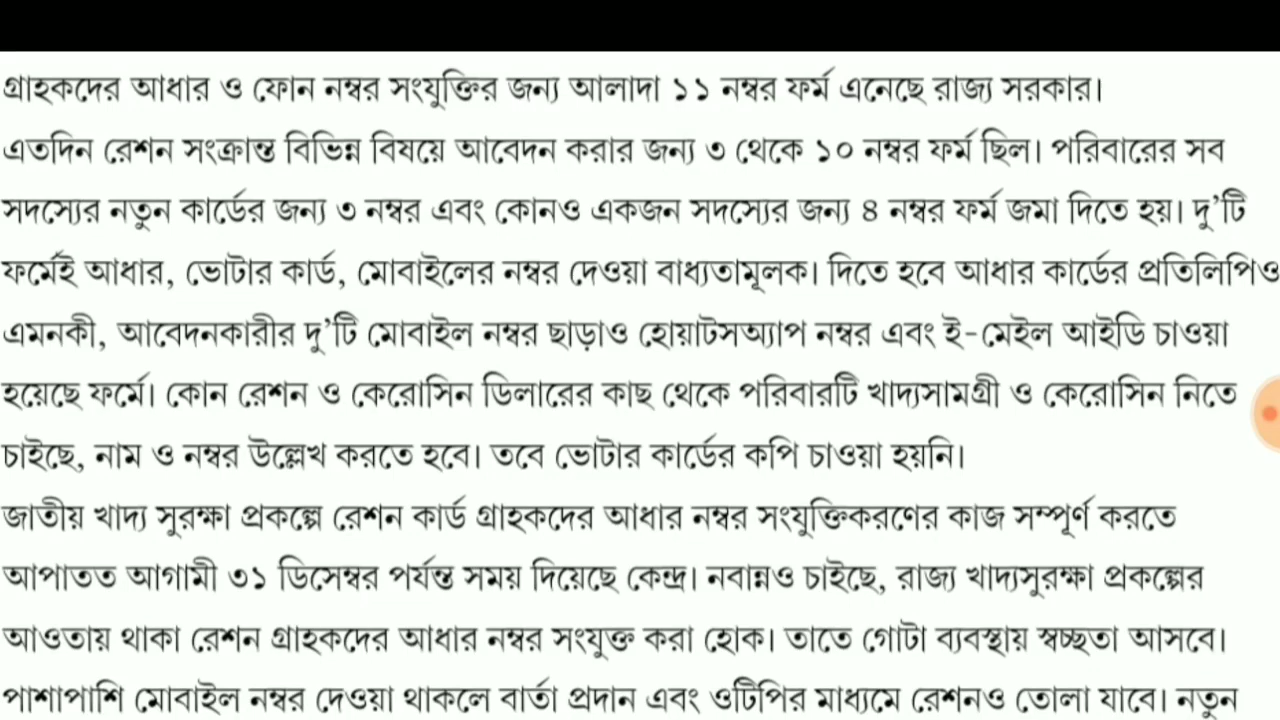 গ্রাহকদের আধার ও ফোন নম্বর সংযুক্তির জন্য আলাদা ১১ নম্বর ফর্ম এনেছে রাজ্য সরকার।
এতদিন রেশন সংক্রান্ত বিভিন্ন বিষয়ে আবেদন করার জন্য ৩ থেকে ১০ নম্বর ফর্ম ছিল। পরিবারের সব
সদস্যের নতুন কার্ডের জন্য ৩ নম্বর এবং কোনও একজন সদস্যের জন্য ৪ নম্বর ফর্ম জমা দিতে হয়। দু’টি
ফর্মেই আধার, ভোটার কার্ড, মোবাইলের নম্বর দেওয়া বাধ্যতামূলক। দিতে হবে আধার কার্ডের প্রতিলিপিও
এমনকী, আবেদনকারীর দু’টি মোবাইল নম্বর ছাড়াও হোয়াটসঅ্যাপ নম্বর এবং ই-মেইল আইডি চাওয়া
হয়েছে ফর্মে। কোন রেশন ও কেরোসিন ডিলারের কাছ থেকে পরিবারটি খাদ্যসামগ্রী ও কেরোসিন নিতে
চাইছে, নাম ও নম্বর উল্লেখ করতে হবে। তবে ভোটার কার্ডের কপি চাওয়া হয়নি।
জাতীয় খাদ্য সুরক্ষা প্রকল্পে রেশন কার্ড গ্রাহকদের আধার নম্বর সংযুক্তিকরণের কাজ সম্পূর্ণ করতে
আপাতত আগামী ৩১ ডিসেম্বর পর্যন্ত সময় দিয়েছে কেন্দ্র। নবান্নও চাইছে, রাজ্য খাদ্যসুরক্ষা প্রকল্পের
আওতায় থাকা রেশন গ্রাহকদের আধার নম্বর সংযুক্ত করা হোক। তাতে গোটা ব্যবস্থায় স্বচ্ছতা আসবে।
পাশাপাশি মোবাইল নম্বর দেওয়া থাকলে বার্তা প্রদান এবং ওটিপির মাধ্যমে রেশনও তোলা যাবে। নতুন